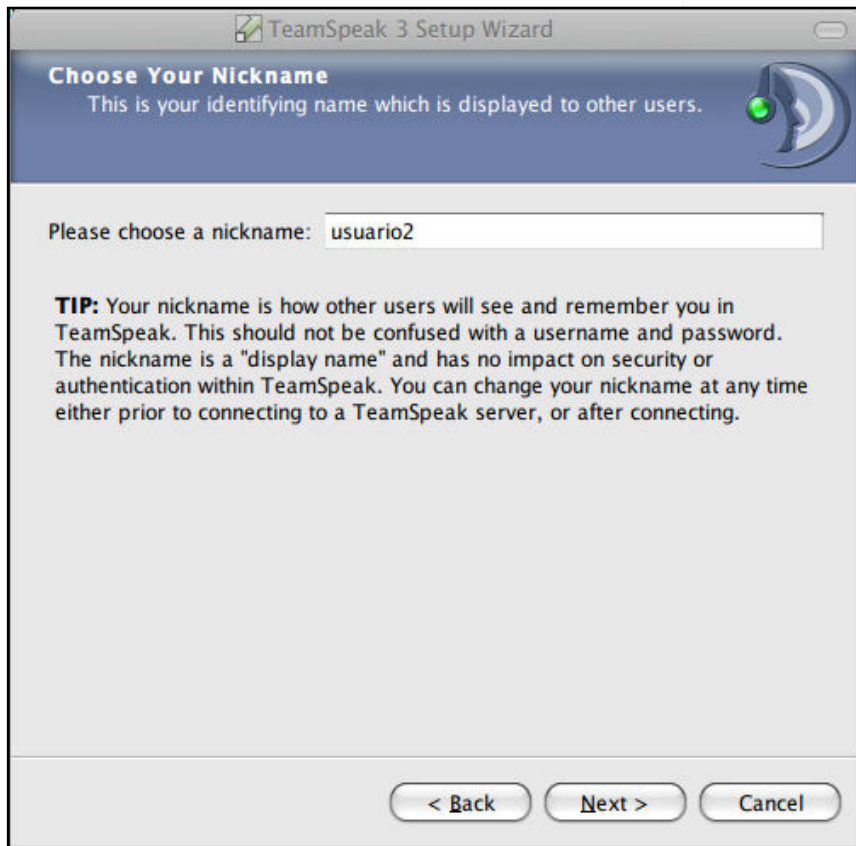 TeamSpeak 3 Setup Wizard
Choose Your Nickname
This is your identifying name which is displayed to other users.
Please choose a nickname: usuario2
TIP: Your nickname is how other users will see and remember you in
TeamSpeak. This should not be confused with a username and password.
The nickname is a "display name" and has no impact on security or
authentication within TeamSpeak. You can change your nickname at any time
either prior to connecting to a TeamSpeak server, or after connecting.
< Back Next > Cancel